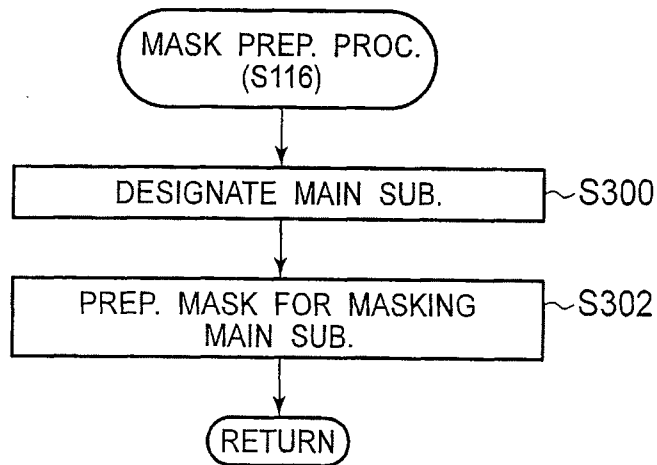 MASK PREP. PROC.
(S116)
DESIGNATE MAIN SUB.
S300
PREP. MASK FOR MASKING
MAIN SUB.
S302
RETURN